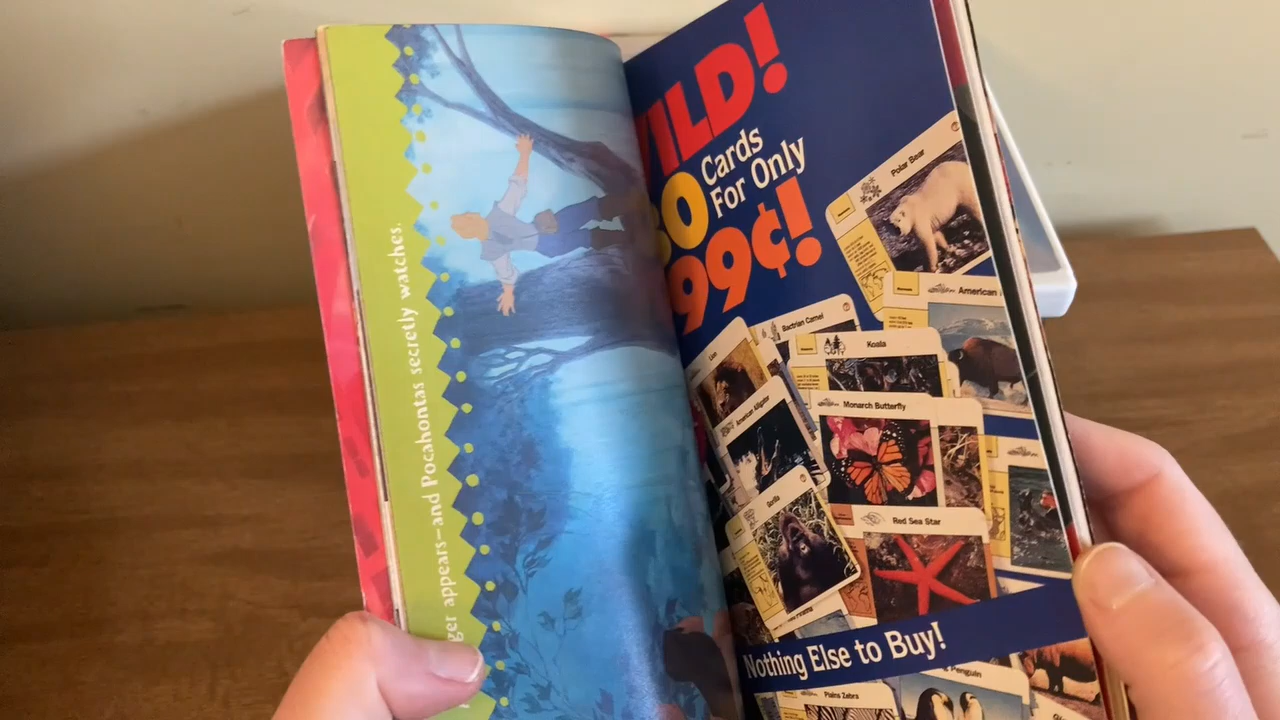 ger appears—and Pocahontas secretly watches.
ILD!
Cards
For Only
99¢!
Polar Bear
American
Bactrian Camel
Lion
Koala
American Alligator
Monarch Butterfly
Gorilla
Red Sea Star
Nothing Else to Buy!
Penguin
Plains Zebra